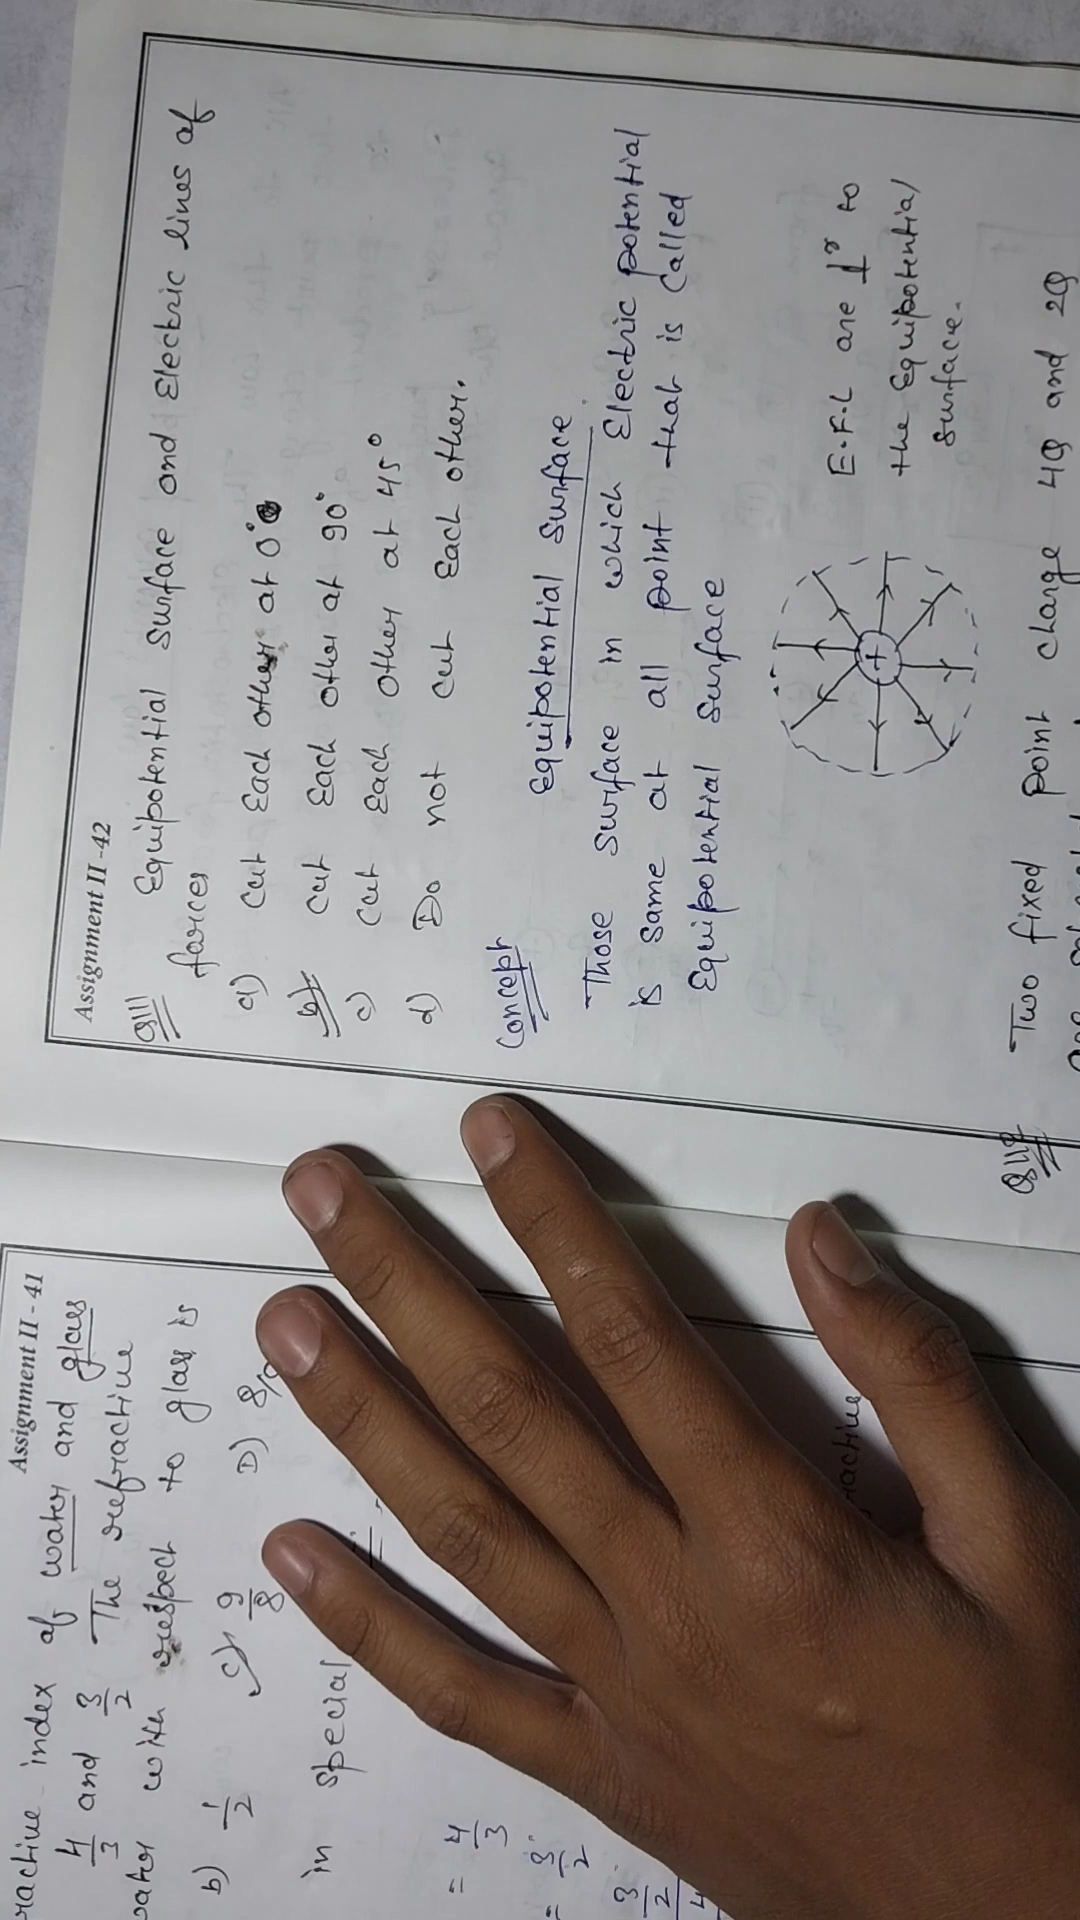 Assignment II - 41
ractive index of water and glass
4/3 and 3/2 The refractive
water with respect to glass is
b) 1/2 c) 9/8 D) 8/
in special
= 4/3
= 3/2
3/2
4
ractive
Assignment II - 42
Q111 Equipotential surface and Electric lines of
forces
a) cut Each other at 0°
b) cut Each other at 90°
c) cut Each other at 45°
d) Do not cut Each other.
Concept
Equipotential surface
Those surface in which Electric potential
is same at all point that is called
Equipotential surface
+
E.F.L are ⊥r to
the Equipotential
surface.
Q112 Two fixed point charge 4Q and 2Q